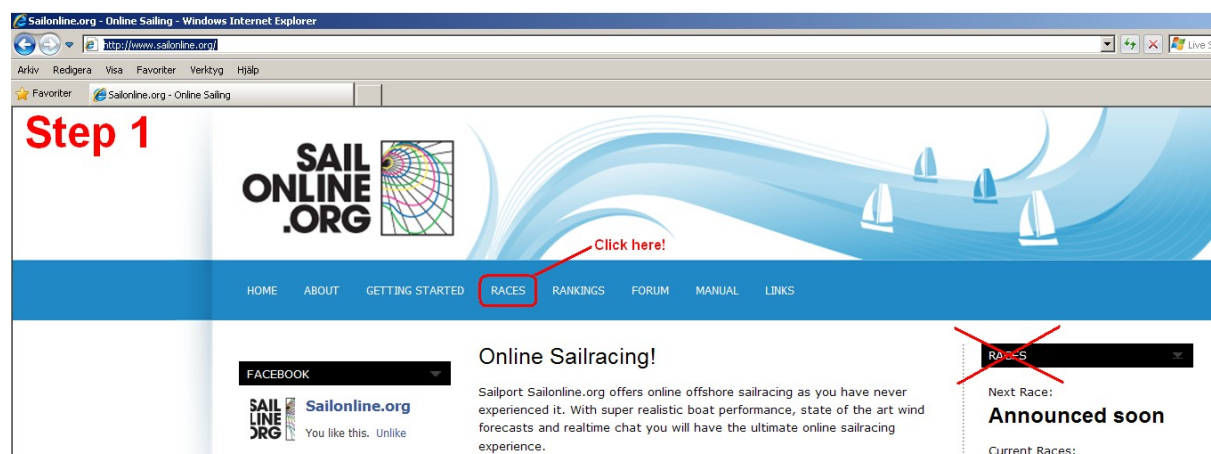 Sailonline.org - Online Sailing - Windows Internet Explorer
http://www.sailonline.org/
Live S
Arkiv Redigera Visa Favoriter Verktyg Hjälp
Favoriter Sailonline.org - Online Sailing
Step 1
SAIL
ONLINE
.ORG
Click here!
HOME ABOUT GETTING STARTED RACES RANKINGS FORUM MANUAL LINKS
FACEBOOK
SAIL
LINE
ORG
Sailonline.org
You like this. Unlike
Online Sailracing!
Sailport Sailonline.org offers online offshore sailracing as you have never
experienced it. With super realistic boat performance, state of the art wind
forecasts and realtime chat you will have the ultimate online sailracing
experience.
RACES
Next Race:
Announced soon
Current Races: